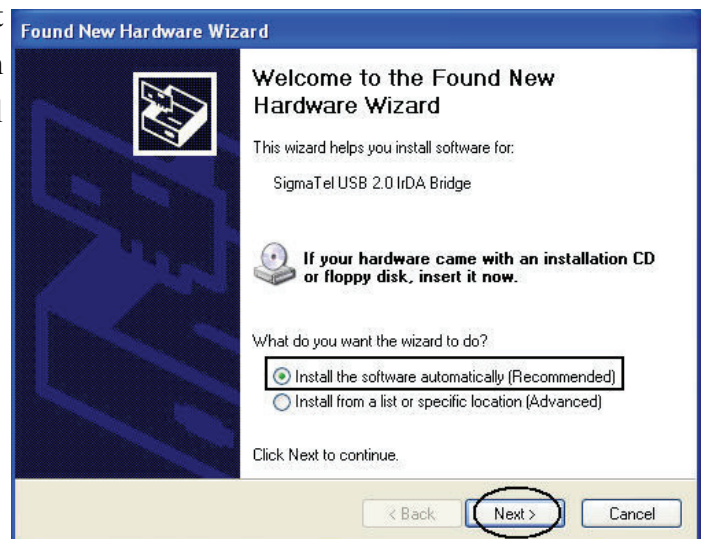 Found New Hardware Wizard
Welcome to the Found New
Hardware Wizard
This wizard helps you install software for:
SigmaTel USB 2.0 IrDA Bridge
If your hardware came with an installation CD
or floppy disk, insert it now.
What do you want the wizard to do?
Install the software automatically (Recommended)
Install from a list or specific location (Advanced)
Click Next to continue.
< Back
Next >
Cancel